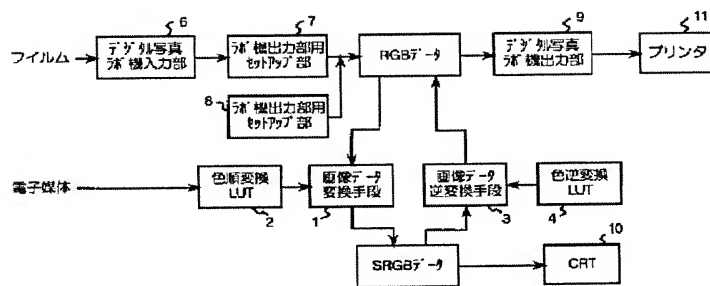 6
7
9
11
フイルム
デジタル写真
ラボ機入力部
ラボ機出力部用
セットアップ部
RGBデータ
デジタル写真
ラボ機出力部
プリンタ
8
ラボ機出力部用
セットアップ部
電子媒体
色順変換
LUT
2
画像データ
変換手段
1
画像データ
逆変換手段
3
色逆変換
LUT
4
10
SRGBデータ
CRT